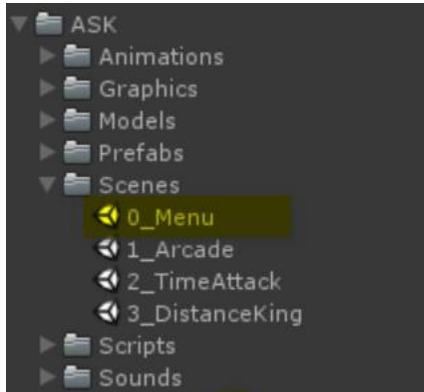 ASK
Animations
Graphics
Models
Prefabs
Scenes
0_Menu
1_Arcade
2_TimeAttack
3_DistanceKing
Scripts
Sounds